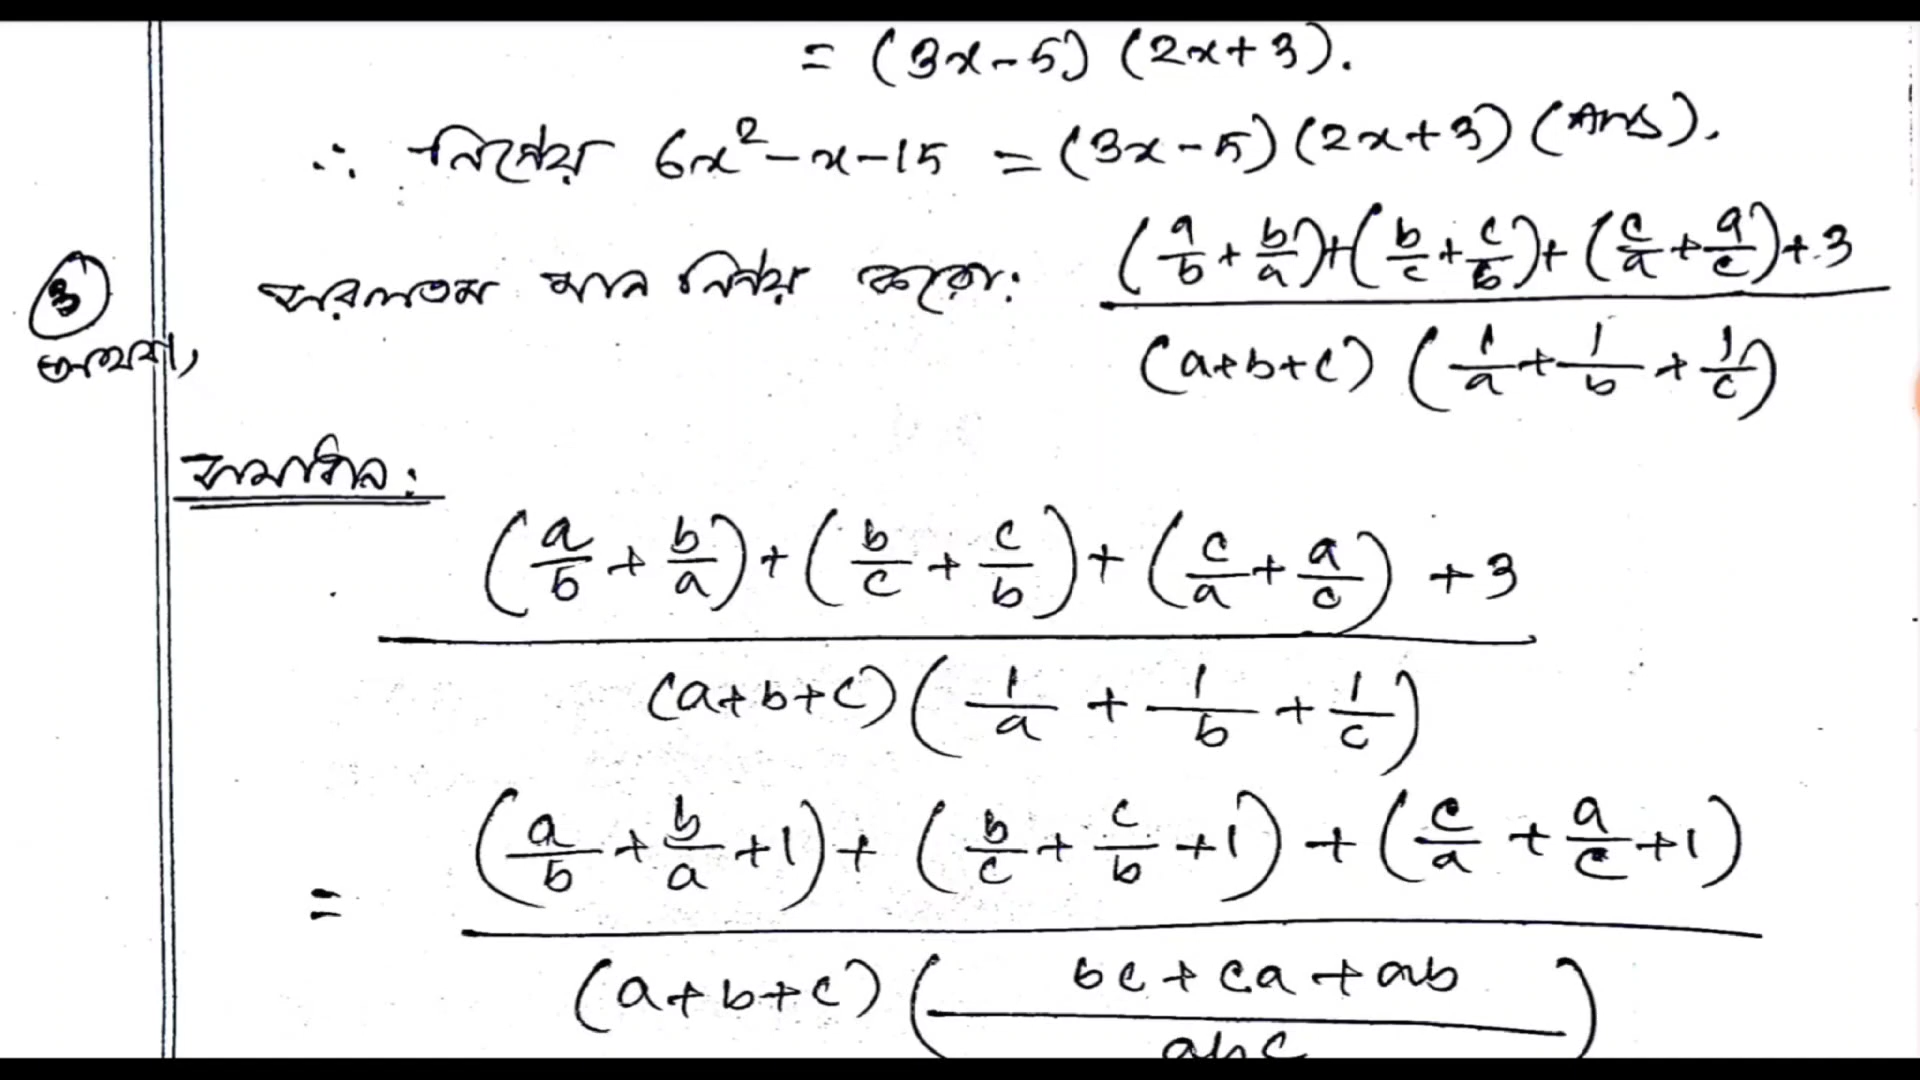 = (3x-5) (2x+3).
∴ নির্ণেয় 6x²-x-15 = (3x-5)(2x+3) (Ans).
③ সরলতম মান নির্ণয় করো: ((a/b + b/a)+(b/c + c/b)+(c/a + a/c)+3) / ((a+b+c) (1/a + 1/b + 1/c))
অথবা,
সমাধান:
((a/b + b/a)+(b/c + c/b)+(c/a + a/c) +3) / ((a+b+c)(1/a + 1/b + 1/c))
= ((a/b + b/a +1)+(b/c + c/b +1)+(c/a + a/c +1)) / ((a+b+c)((bc+ca+ab)/abc))